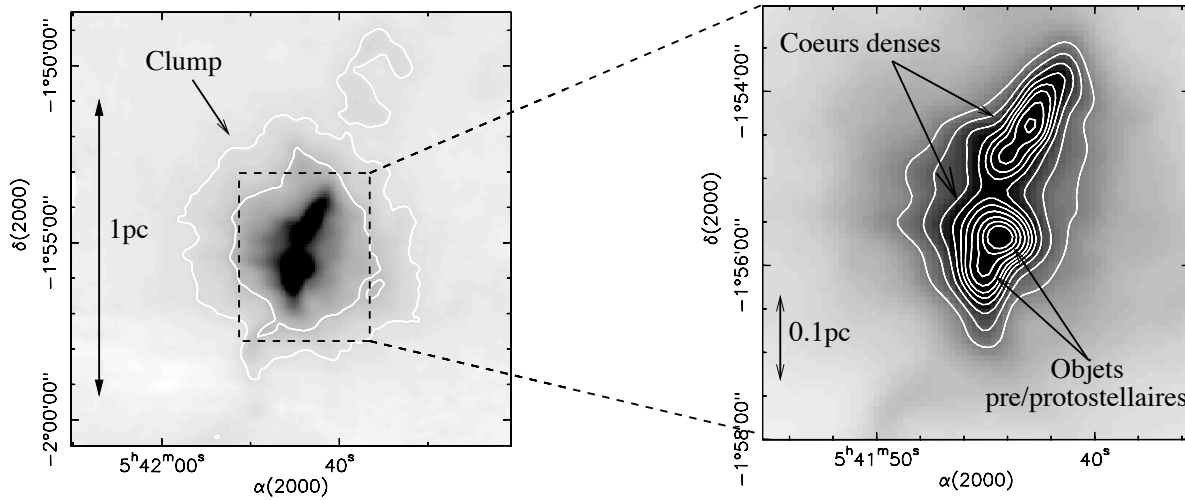 Clump
1pc
−1°50'00''
−1°55'00''
−2°00'00''
δ(2000)
5ʰ42ᵐ00ˢ
40ˢ
α(2000)
Coeurs denses
0.1pc
Objets
pre/protostellaires
−1°54'00''
−1°56'00''
−1°58'00''
δ(2000)
5ʰ41ᵐ50ˢ
40ˢ
α(2000)